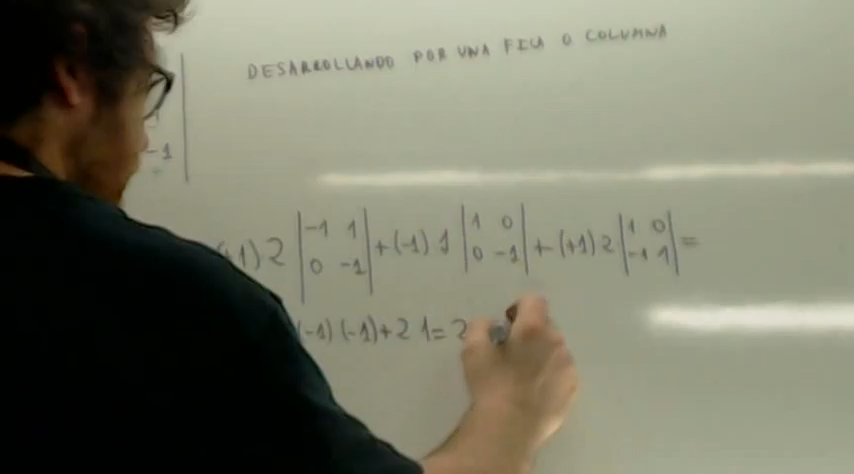 DESARROLLANDO POR UNA FILA O COLUMNA
-1
+1) 2 |-1 1; 0 -1| + (-1) 1 |1 0; 0 -1| + (+1) 2 |1 0; -1 1| =
(-1) (-1) + 2 1 = 2